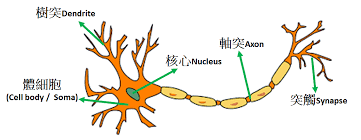 樹突Dendrite
核心Nucleus
軸突Axon
體細胞
(Cell body / Soma)
突觸Synapse